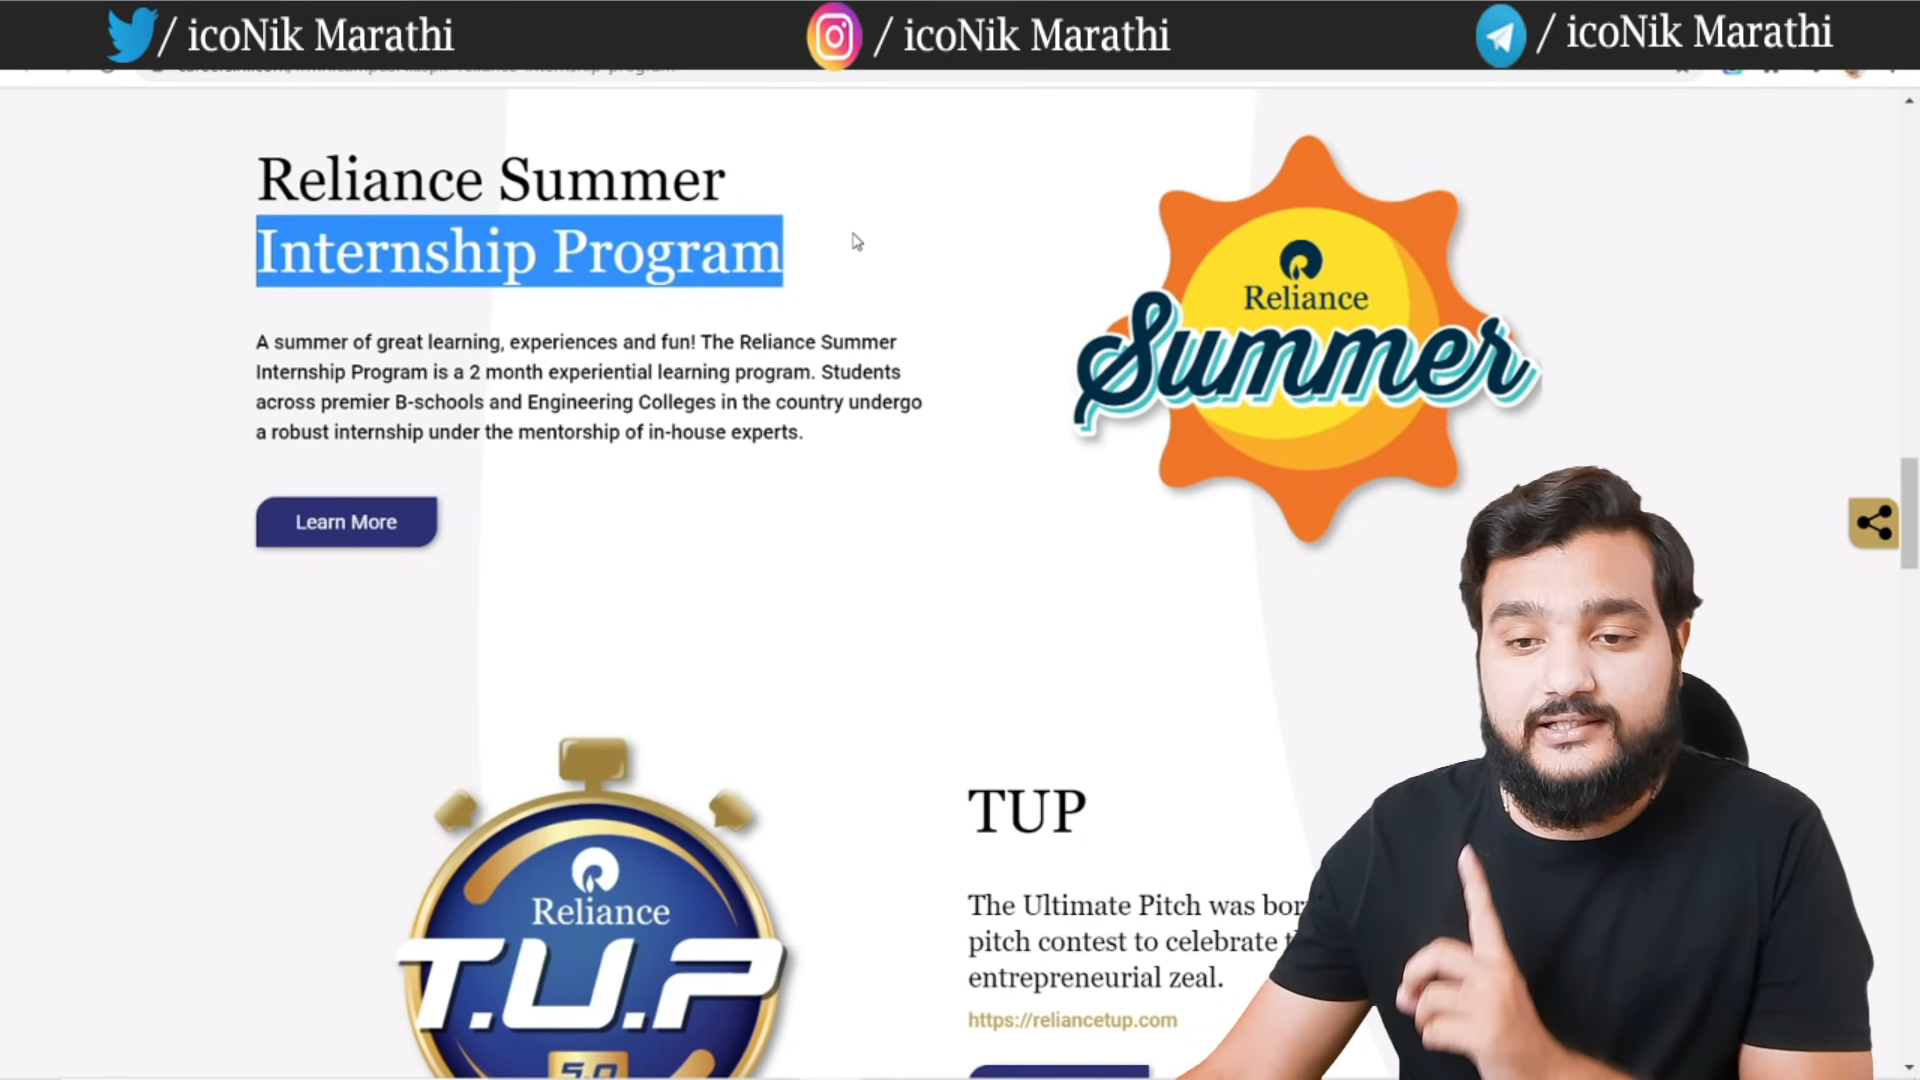 / icoNik Marathi
/ icoNik Marathi
/ icoNik Marathi
Reliance Summer
Internship Program
A summer of great learning, experiences and fun! The Reliance Summer
Internship Program is a 2 month experiential learning program. Students
across premier B-schools and Engineering Colleges in the country undergo
a robust internship under the mentorship of in-house experts.
Learn More
Reliance
Summer
Reliance
T.U.P
5.0
TUP
The Ultimate Pitch was bor
pitch contest to celebrate
entrepreneurial zeal.
https://reliancetup.com